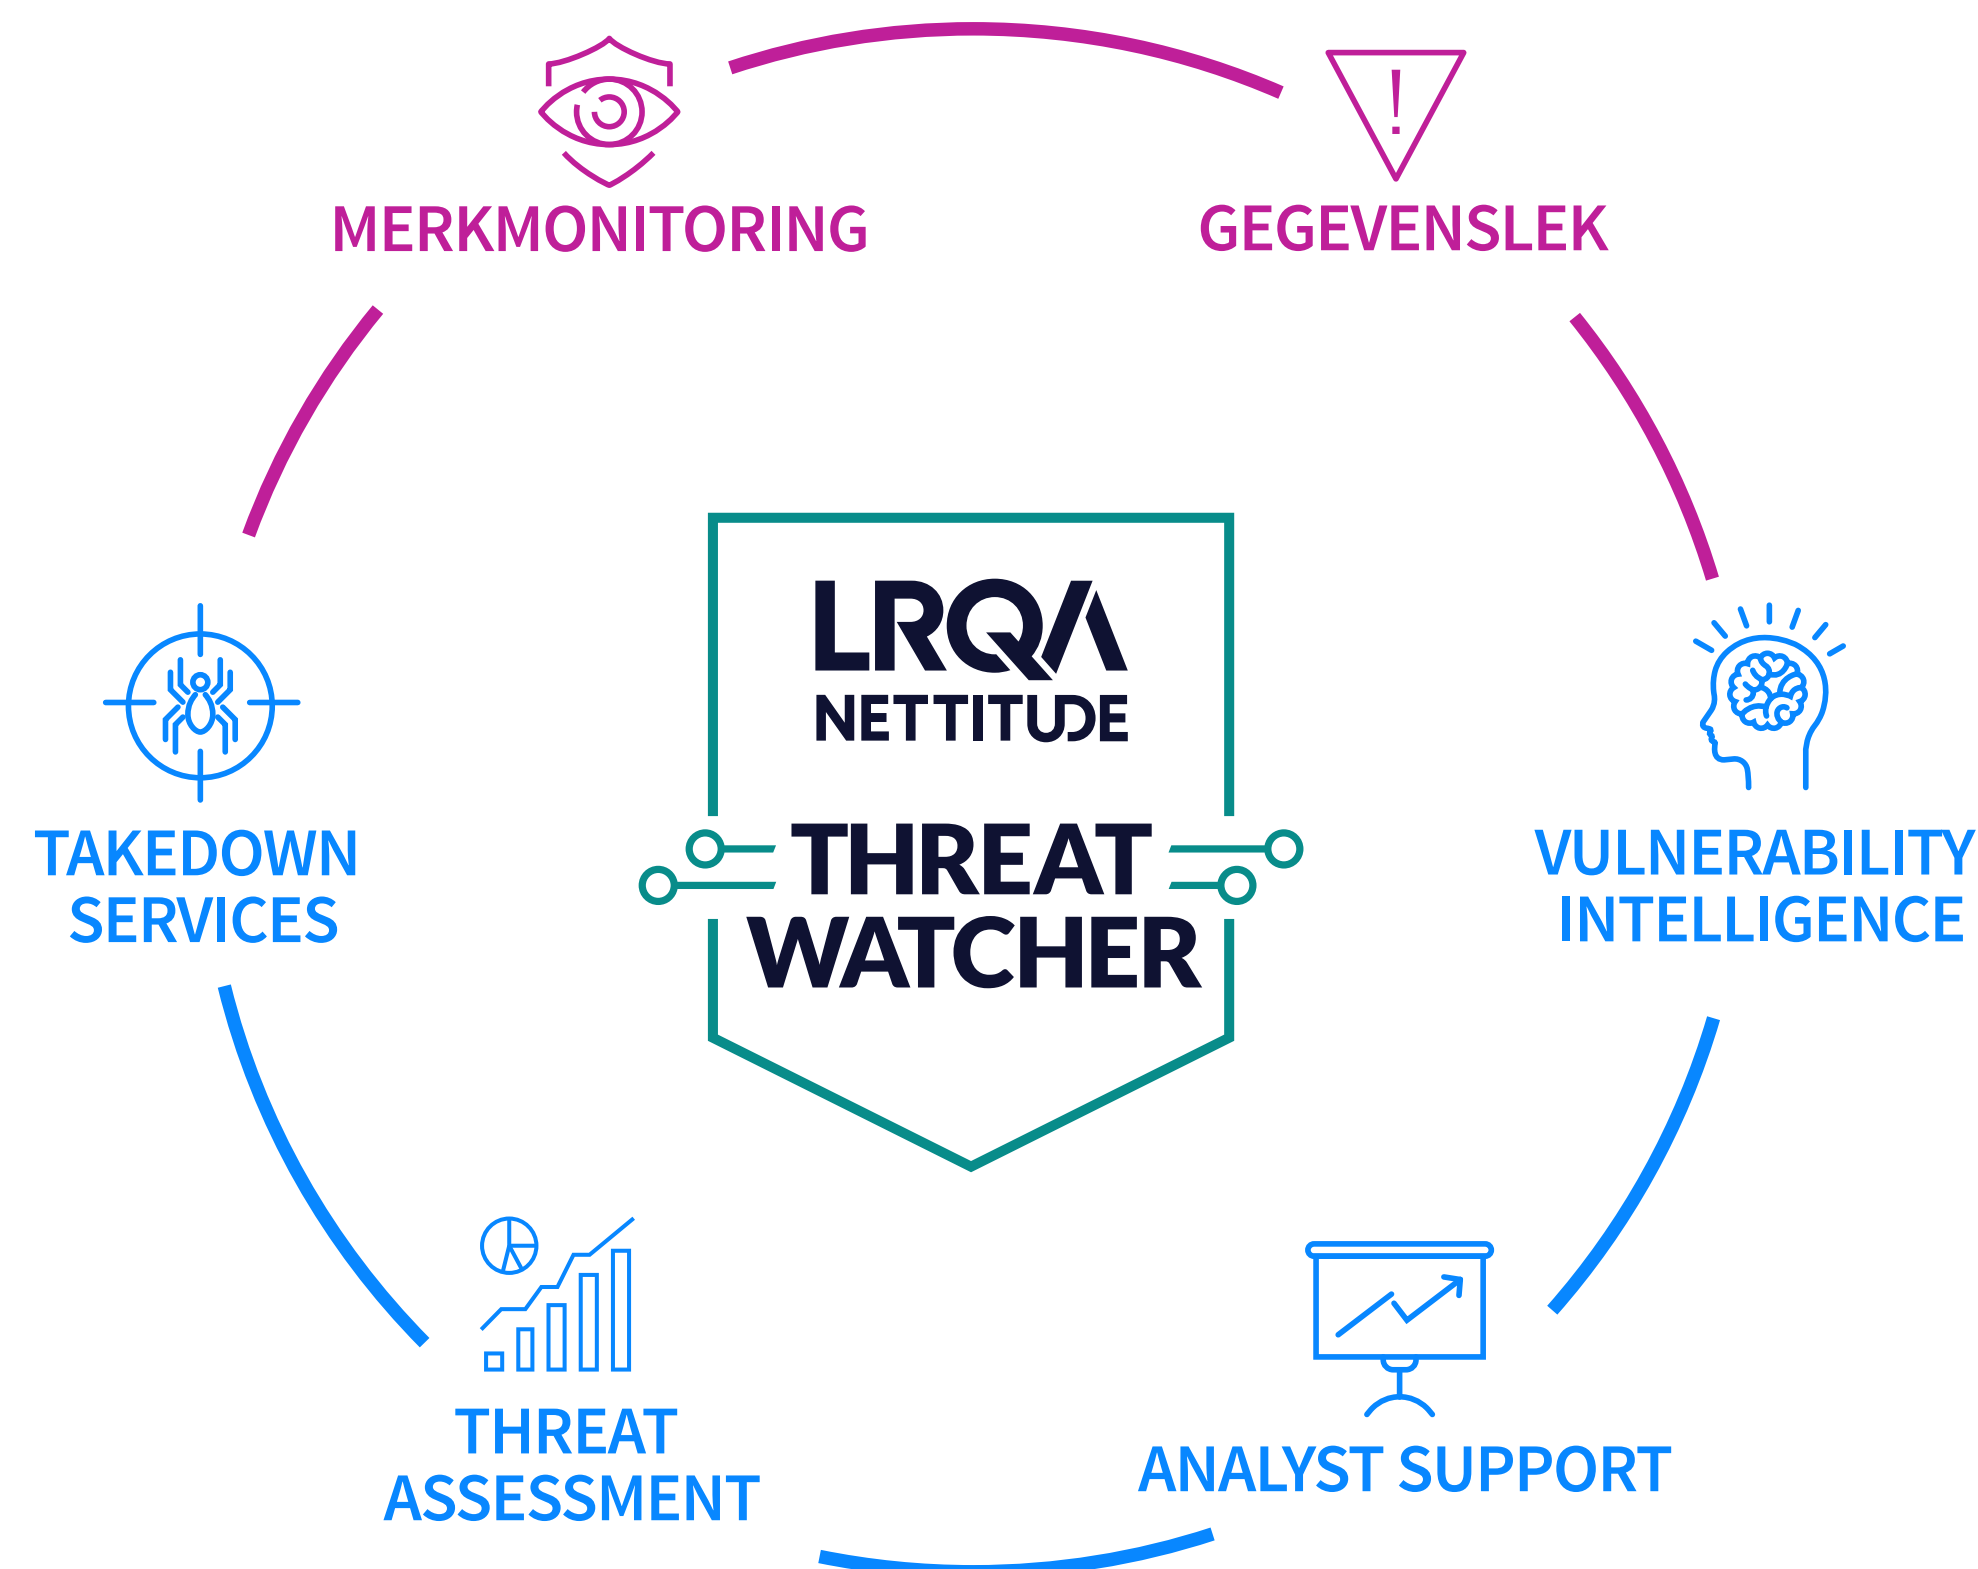 MERKMONITORING
GEGEVENSLEK
!
LRQA
NETTITUDE
THREAT
WATCHER
TAKEDOWN
SERVICES
VULNERABILITY
INTELLIGENCE
THREAT
ASSESSMENT
ANALYST SUPPORT